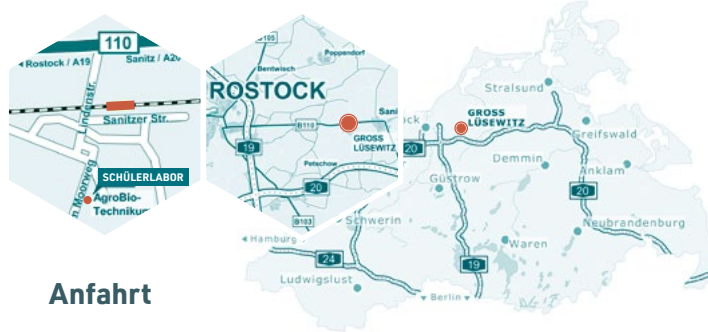 110
Rostock / A19
Sanitz / A20
Lindenstr.
Sanitzer Str.
Moorweg
SCHÜLERLABOR
AgroBio-
Technikum
B105
Poppendorf
Bentwisch
ROSTOCK
B110
Sani
GROSS
LÜSEWITZ
19
Petschow
20
B103
Stralsund
GROSS
LÜSEWITZ
ock
20
Greifswald
Demmin
Anklam
Güstrow
20
Schwerin
Neubrandenburg
Hamburg
Waren
24
19
Ludwigslust
Berlin
Anfahrt